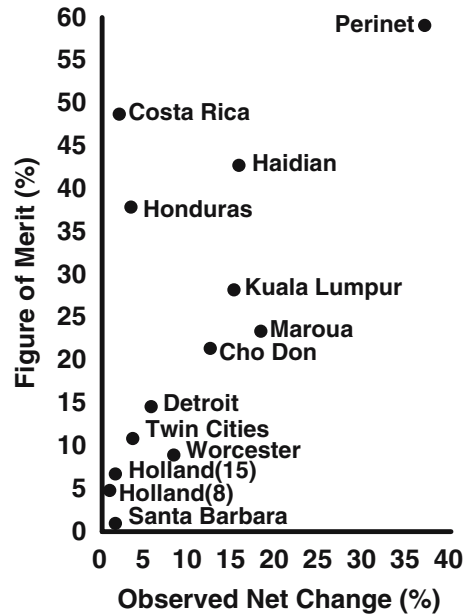 60
Perinet
55
50
Costa Rica
45
Haidian
40
Honduras
35
30
Kuala Lumpur
25
Maroua
Cho Don
20
15
Detroit
Twin Cities
10
Worcester
Holland(15)
5
Holland(8)
Santa Barbara
0
Figure of Merit (%)
0 5 10 15 20 25 30 35 40
Observed Net Change (%)